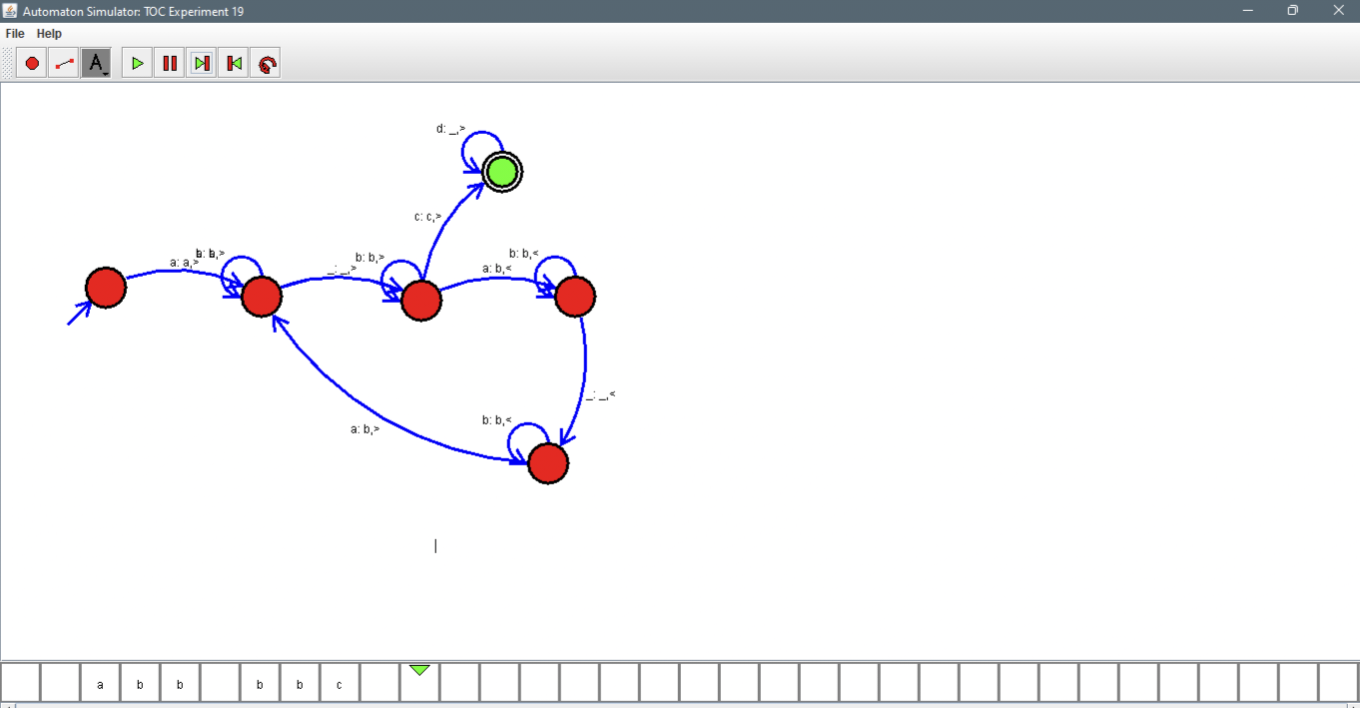 Automaton Simulator: TOC Experiment 19
File Help
A
d: _,>
c: c,>
b: b,>
b: b,>
b: b,<
a: a,>
_: _,>
a: b,<
_: _,<
b: b,<
a: b,>
a b b b b c